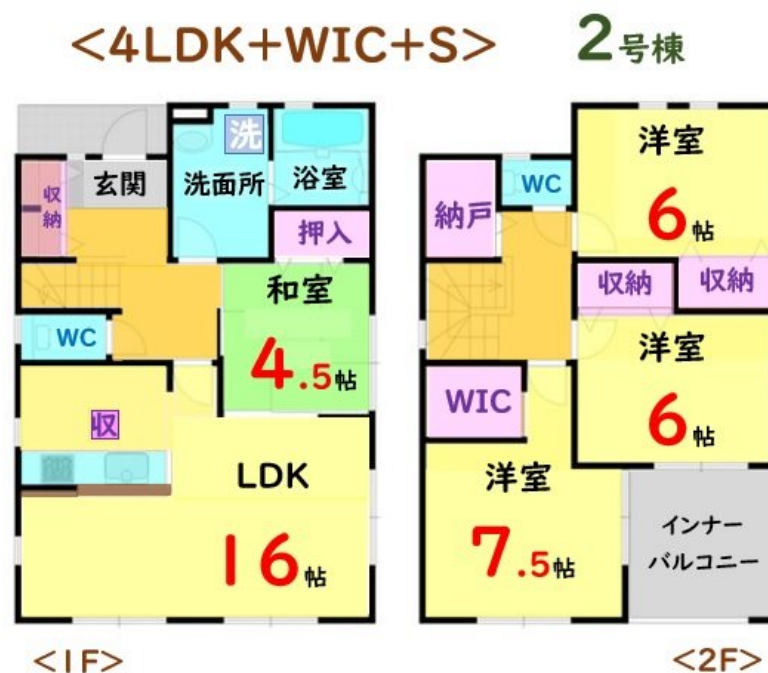 <4LDK+WIC+S> 2号棟
収納
玄関
洗面所
洗
浴室
押入
和室
4.5帖
WC
収
LDK
16帖
<1F>
納戸
WC
洋室
6帖
収納
収納
洋室
6帖
WIC
洋室
7.5帖
インナー
バルコニー
<2F>